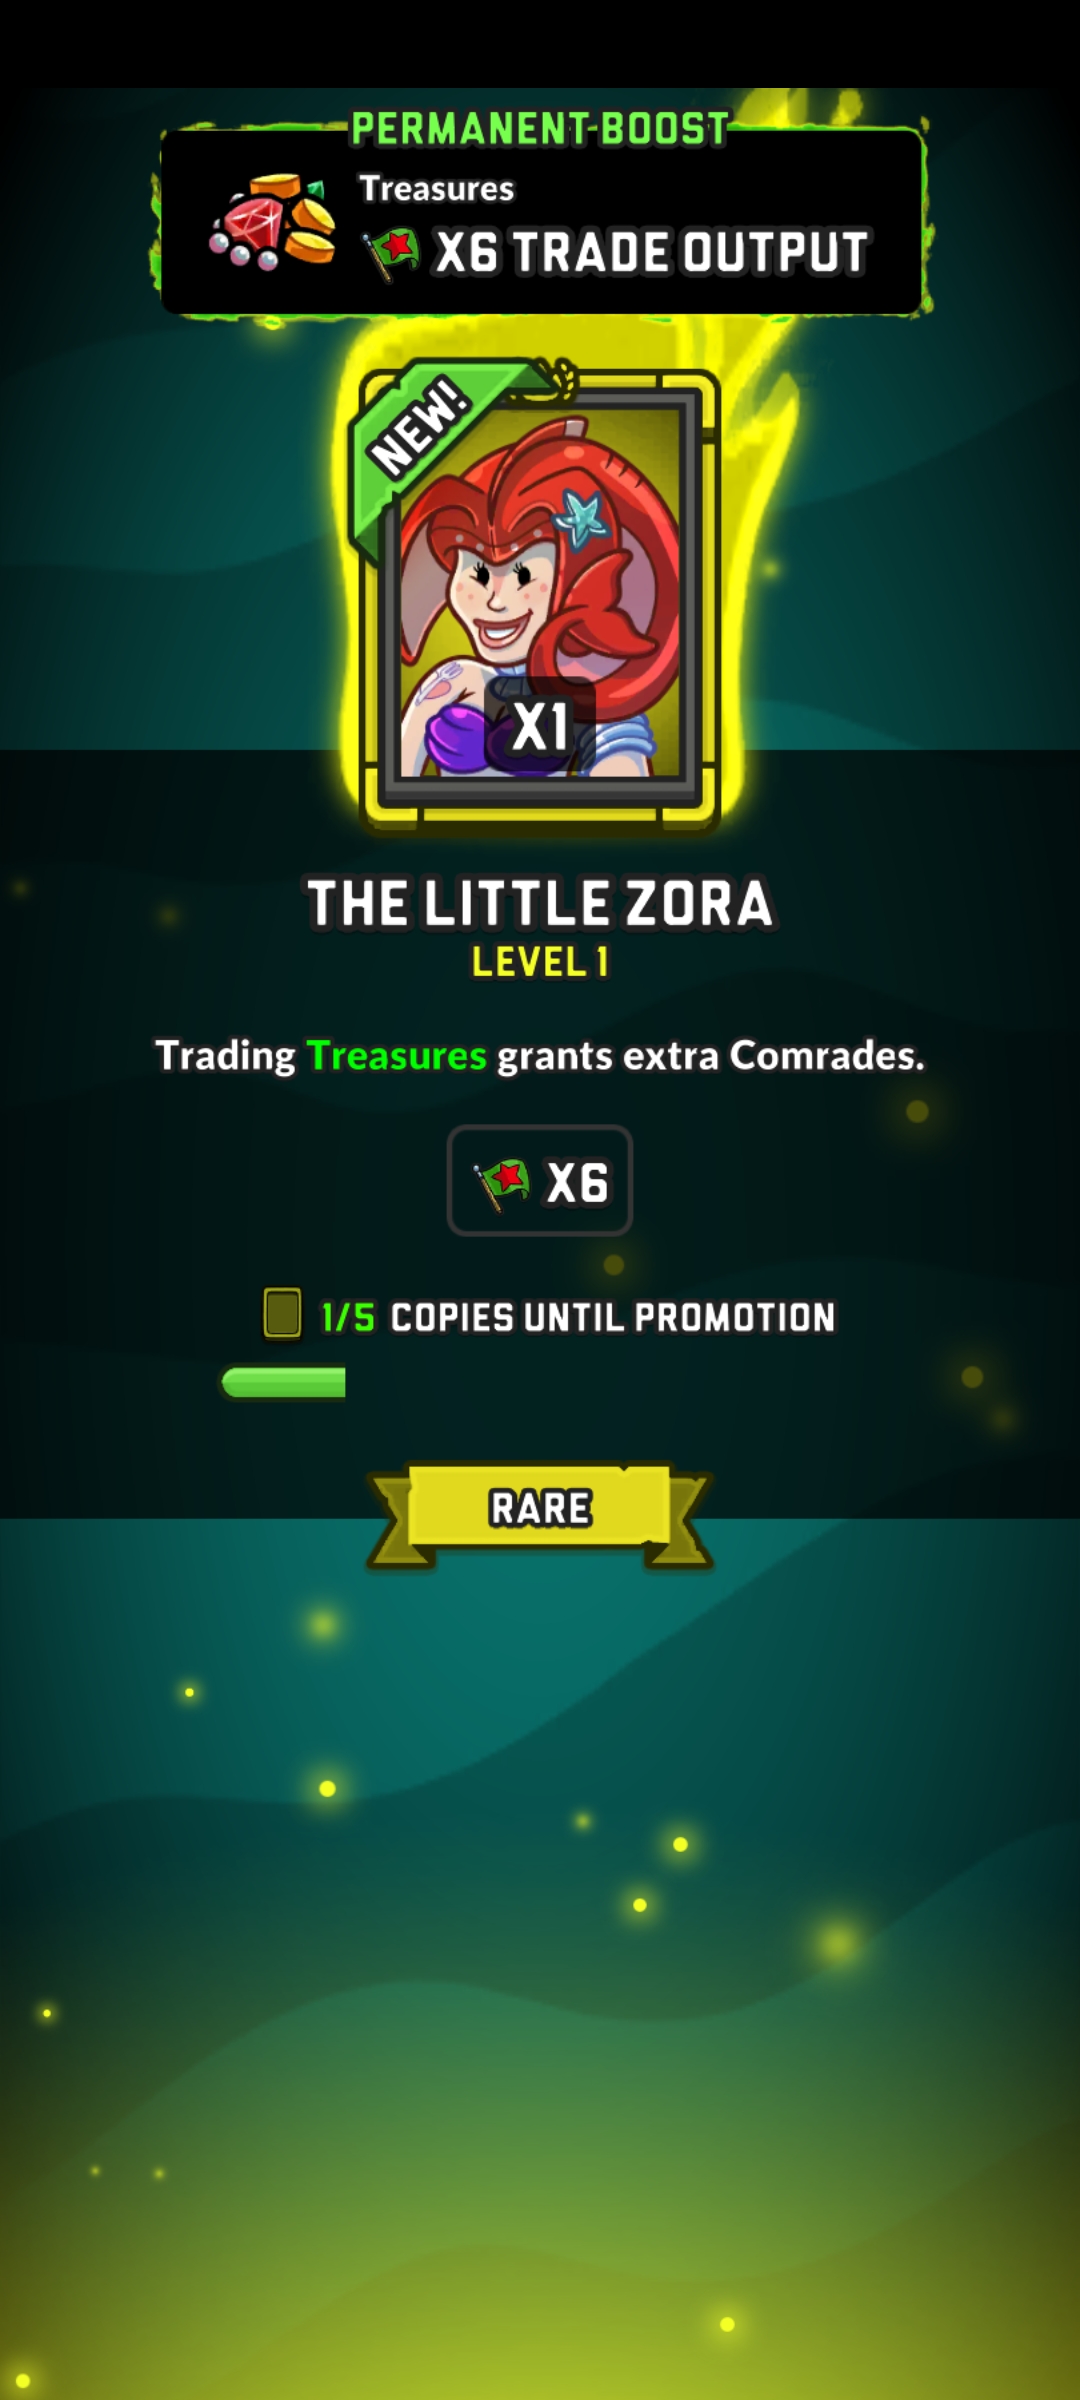 PERMANENT BOOST
Treasures
X6 TRADE OUTPUT
NEW!
X1
THE LITTLE ZORA
LEVEL 1
Trading Treasures grants extra Comrades.
X6
1/5 COPIES UNTIL PROMOTION
RARE